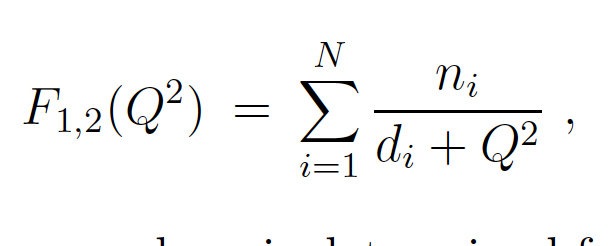 F_{1,2}(Q^2) = \sum_{i=1}^{N} \frac{n_i}{d_i + Q^2} ,